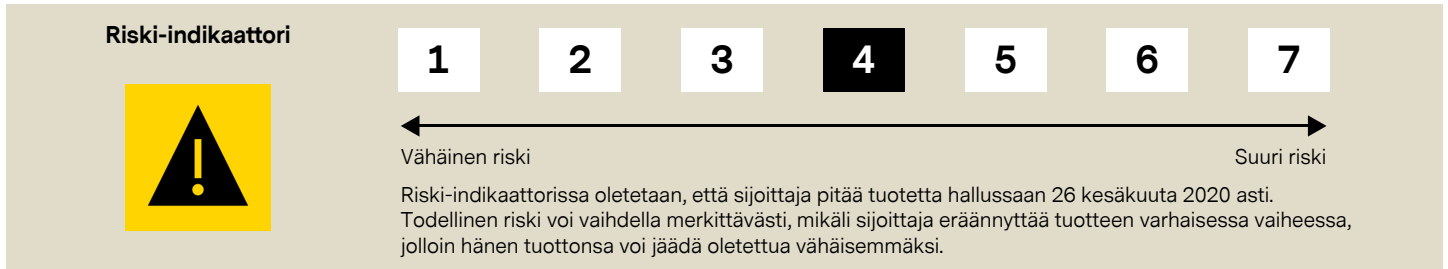 Riski-indikaattori
1 2 3 4 5 6 7
Vähäinen riski Suuri riski
Riski-indikaattorissa oletetaan, että sijoittaja pitää tuotetta hallussaan 26 kesäkuuta 2020 asti.
Todellinen riski voi vaihdella merkittävästi, mikäli sijoittaja eräännyttää tuotteen varhaisessa vaiheessa,
jolloin hänen tuottonsa voi jäädä oletettua vähäisemmäksi.